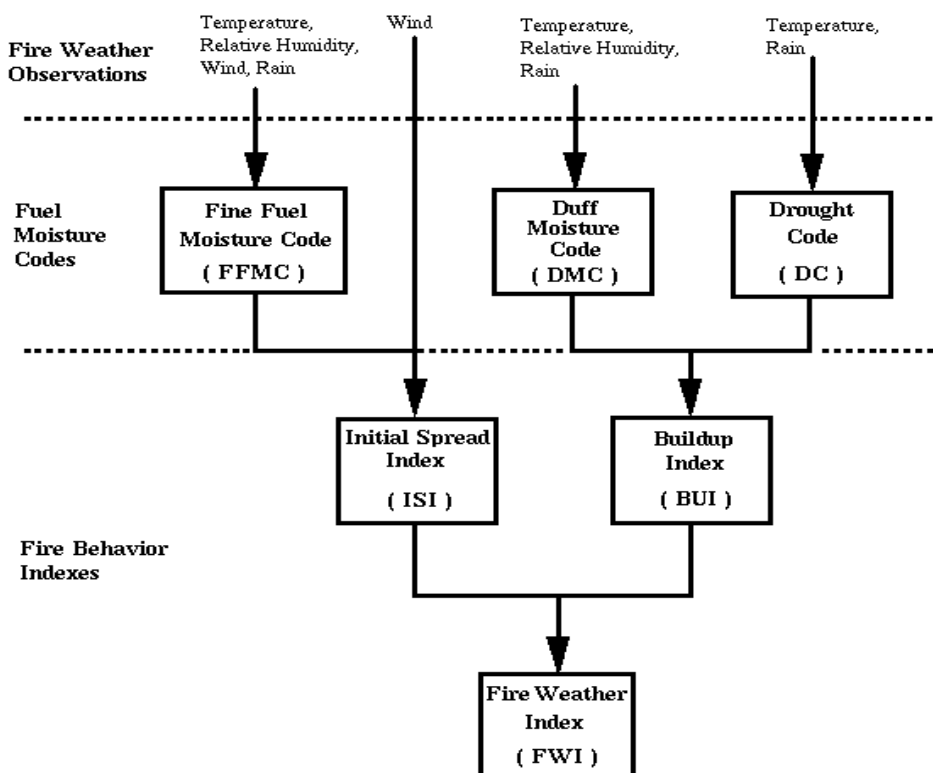 Temperature,
Relative Humidity,
Wind, Rain
Wind
Temperature,
Relative Humidity,
Rain
Temperature,
Rain
Fire Weather
Observations
Fuel
Moisture
Codes
Fine Fuel
Moisture Code
( FFMC )
Duff
Moisture
Code
( DMC )
Drought
Code
( DC )
Initial Spread
Index
( ISI )
Buildup
Index
( BUI )
Fire Behavior
Indexes
Fire Weather
Index
( FWI )